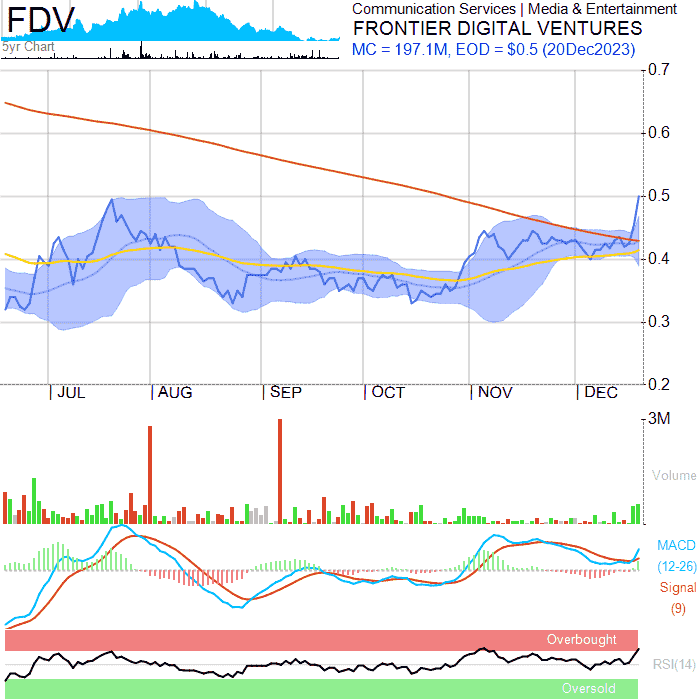 FDV
5yr Chart
Communication Services | Media & Entertainment
FRONTIER DIGITAL VENTURES
MC = 197.1M, EOD = $0.5 (20Dec2023)
0.7
0.6
0.5
0.4
0.3
0.2
JUL AUG SEP OCT NOV DEC
3M
Volume
MACD
(12-26)
Signal
(9)
Overbought
RSI(14)
Oversold